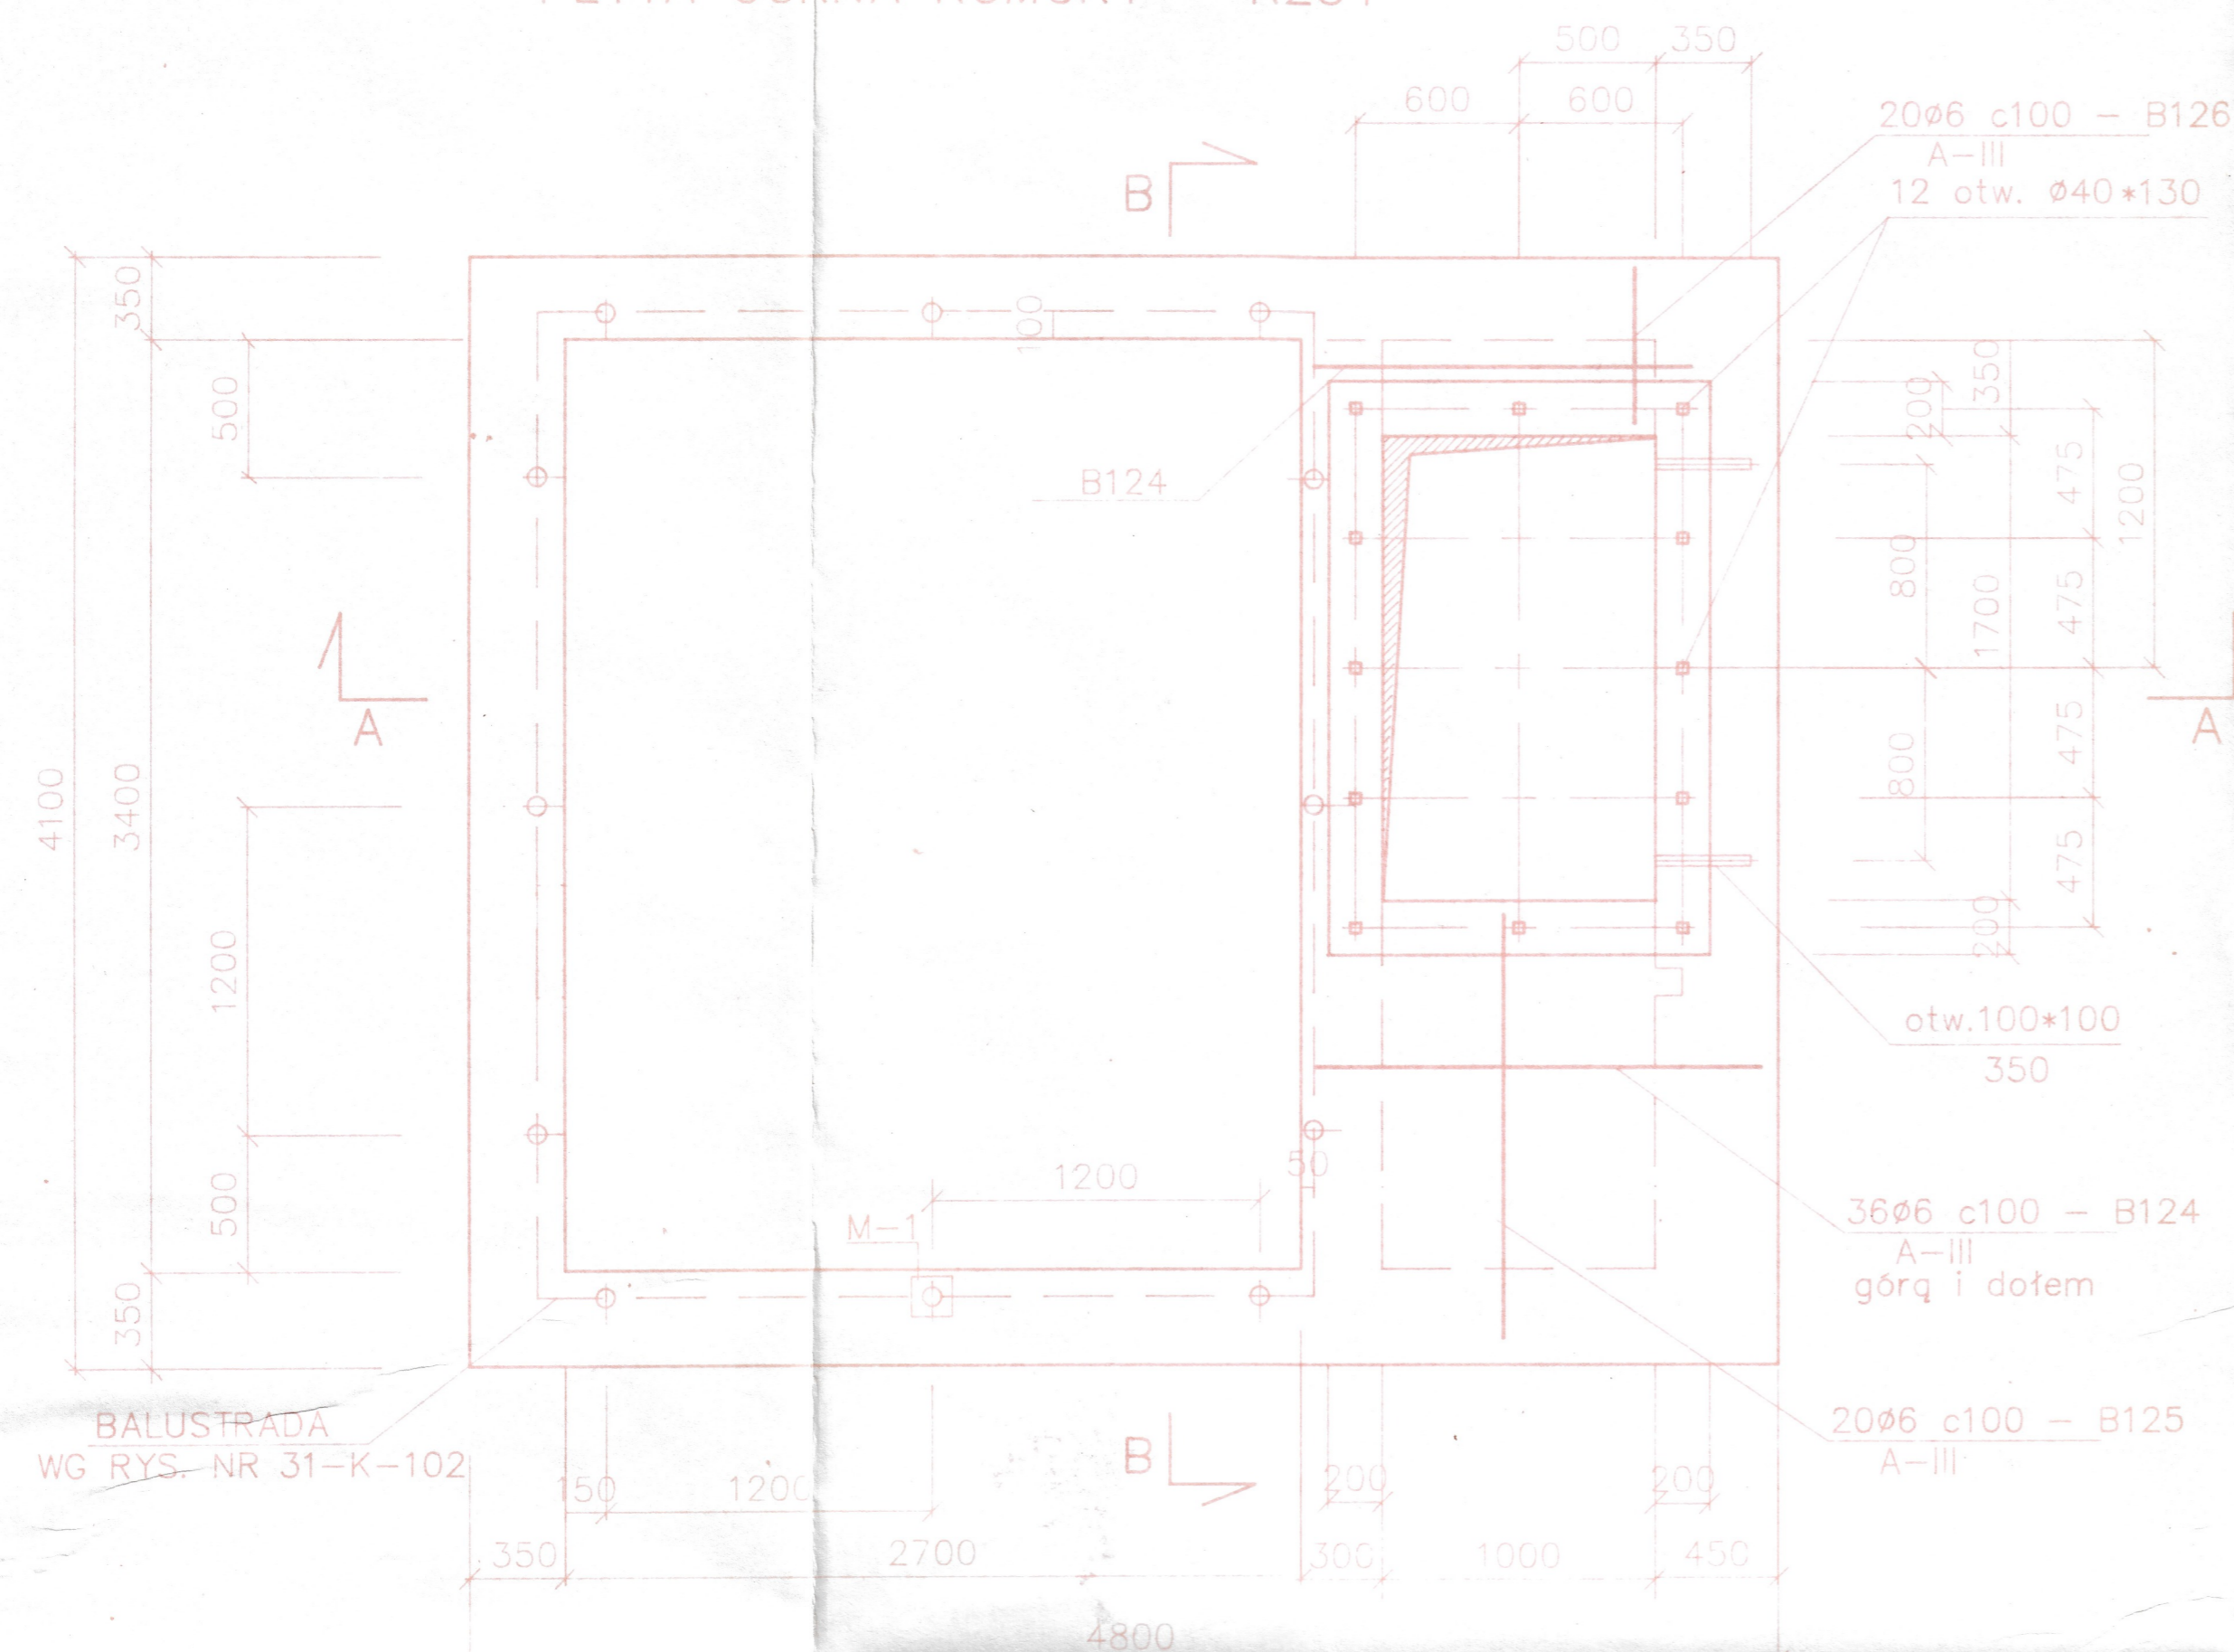 500 350
600 600
20ø6 c100 – B126
A–III
12 otw. ø40*130
B
350
100
500
350
200
475
B124
1200
800
1700
475
A
A
475
800
4100
3400
475
1200
200
otw.100*100
350
1200
50
500
M–1
36ø6 c100 – B124
A–III
górą i dołem
350
BALUSTRADA
WG RYS. NR 31–K–102
B
20ø6 c100 – B125
A–III
150 1200 200 200
350 2700 300 1000 450
4800